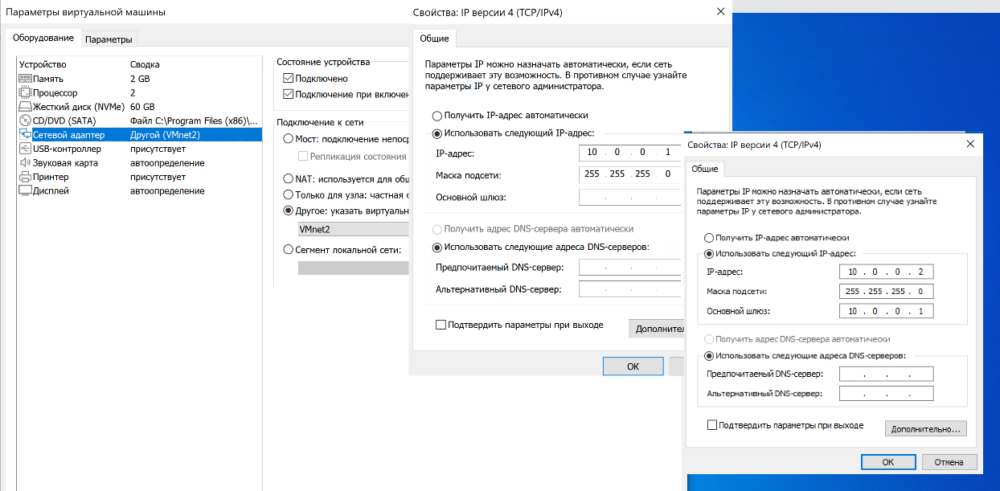 Параметры виртуальной машины
Оборудование
Параметры
Устройство Сводка
Память 2 GB
Процессор 2
Жесткий диск (NVMe) 60 GB
CD/DVD (SATA) Файл C:\Program Files (x86)\...
Сетевой адаптер Другой (VMnet2)
USB-контроллер присутствует
Звуковая карта автоопределение
Принтер присутствует
Дисплей автоопределение
Состояние устройства
Подключено
Подключение при включен
Подключение к сети
Мост: подключение непоср
Репликация состояния
NAT: используется для общ
Только для узла: частная с
Другое: указать виртуальн
VMnet2
Сегмент локальной сети:
Свойства: IP версии 4 (TCP/IPv4)
Общие
Параметры IP можно назначать автоматически, если сеть
поддерживает эту возможность. В противном случае узнайте
параметры IP у сетевого администратора.
Получить IP-адрес автоматически
Использовать следующий IP-адрес:
IP-адрес: 10 . 0 . 0 . 1
Маска подсети: 255 . 255 . 255 . 0
Основной шлюз: . . .
Получить адрес DNS-сервера автоматически
Использовать следующие адреса DNS-серверов:
Предпочитаемый DNS-сервер: . . .
Альтернативный DNS-сервер: . . .
Подтвердить параметры при выходе
Дополнител
ОК
Свойства: IP версии 4 (TCP/IPv4)
Общие
Параметры IP можно назначать автоматически, если сеть
поддерживает эту возможность. В противном случае узнайте
параметры IP у сетевого администратора.
Получить IP-адрес автоматически
Использовать следующий IP-адрес:
IP-адрес: 10 . 0 . 0 . 2
Маска подсети: 255 . 255 . 255 . 0
Основной шлюз: 10 . 0 . 0 . 1
Получить адрес DNS-сервера автоматически
Использовать следующие адреса DNS-серверов:
Предпочитаемый DNS-сервер: . . .
Альтернативный DNS-сервер: . . .
Подтвердить параметры при выходе
Дополнительно...
ОК
Отмена